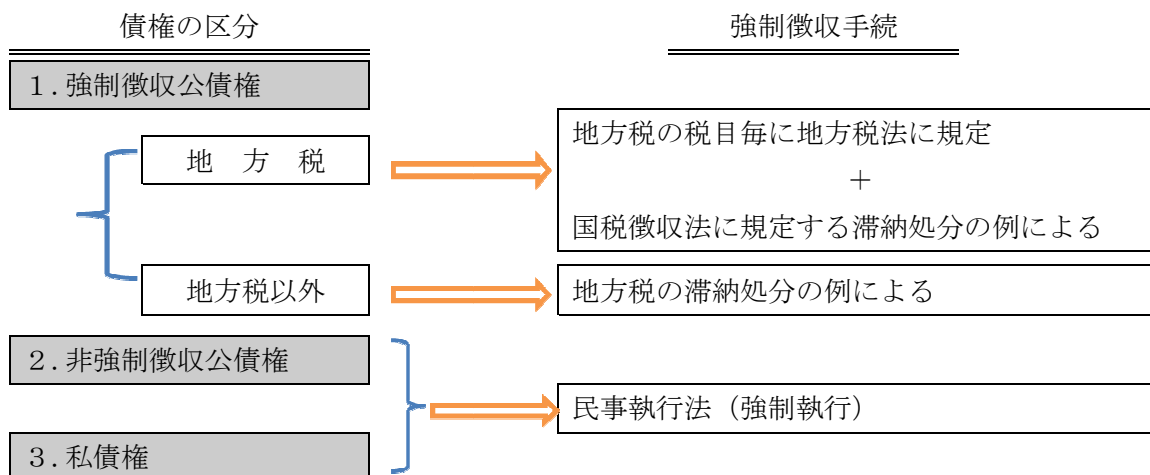 債権の区分
強制徴収手続
1.強制徴収公債権
地 方 税
地方税の税目毎に地方税法に規定
+
国税徴収法に規定する滞納処分の例による
地方税以外
地方税の滞納処分の例による
2.非強制徴収公債権
民事執行法(強制執行)
3.私債権